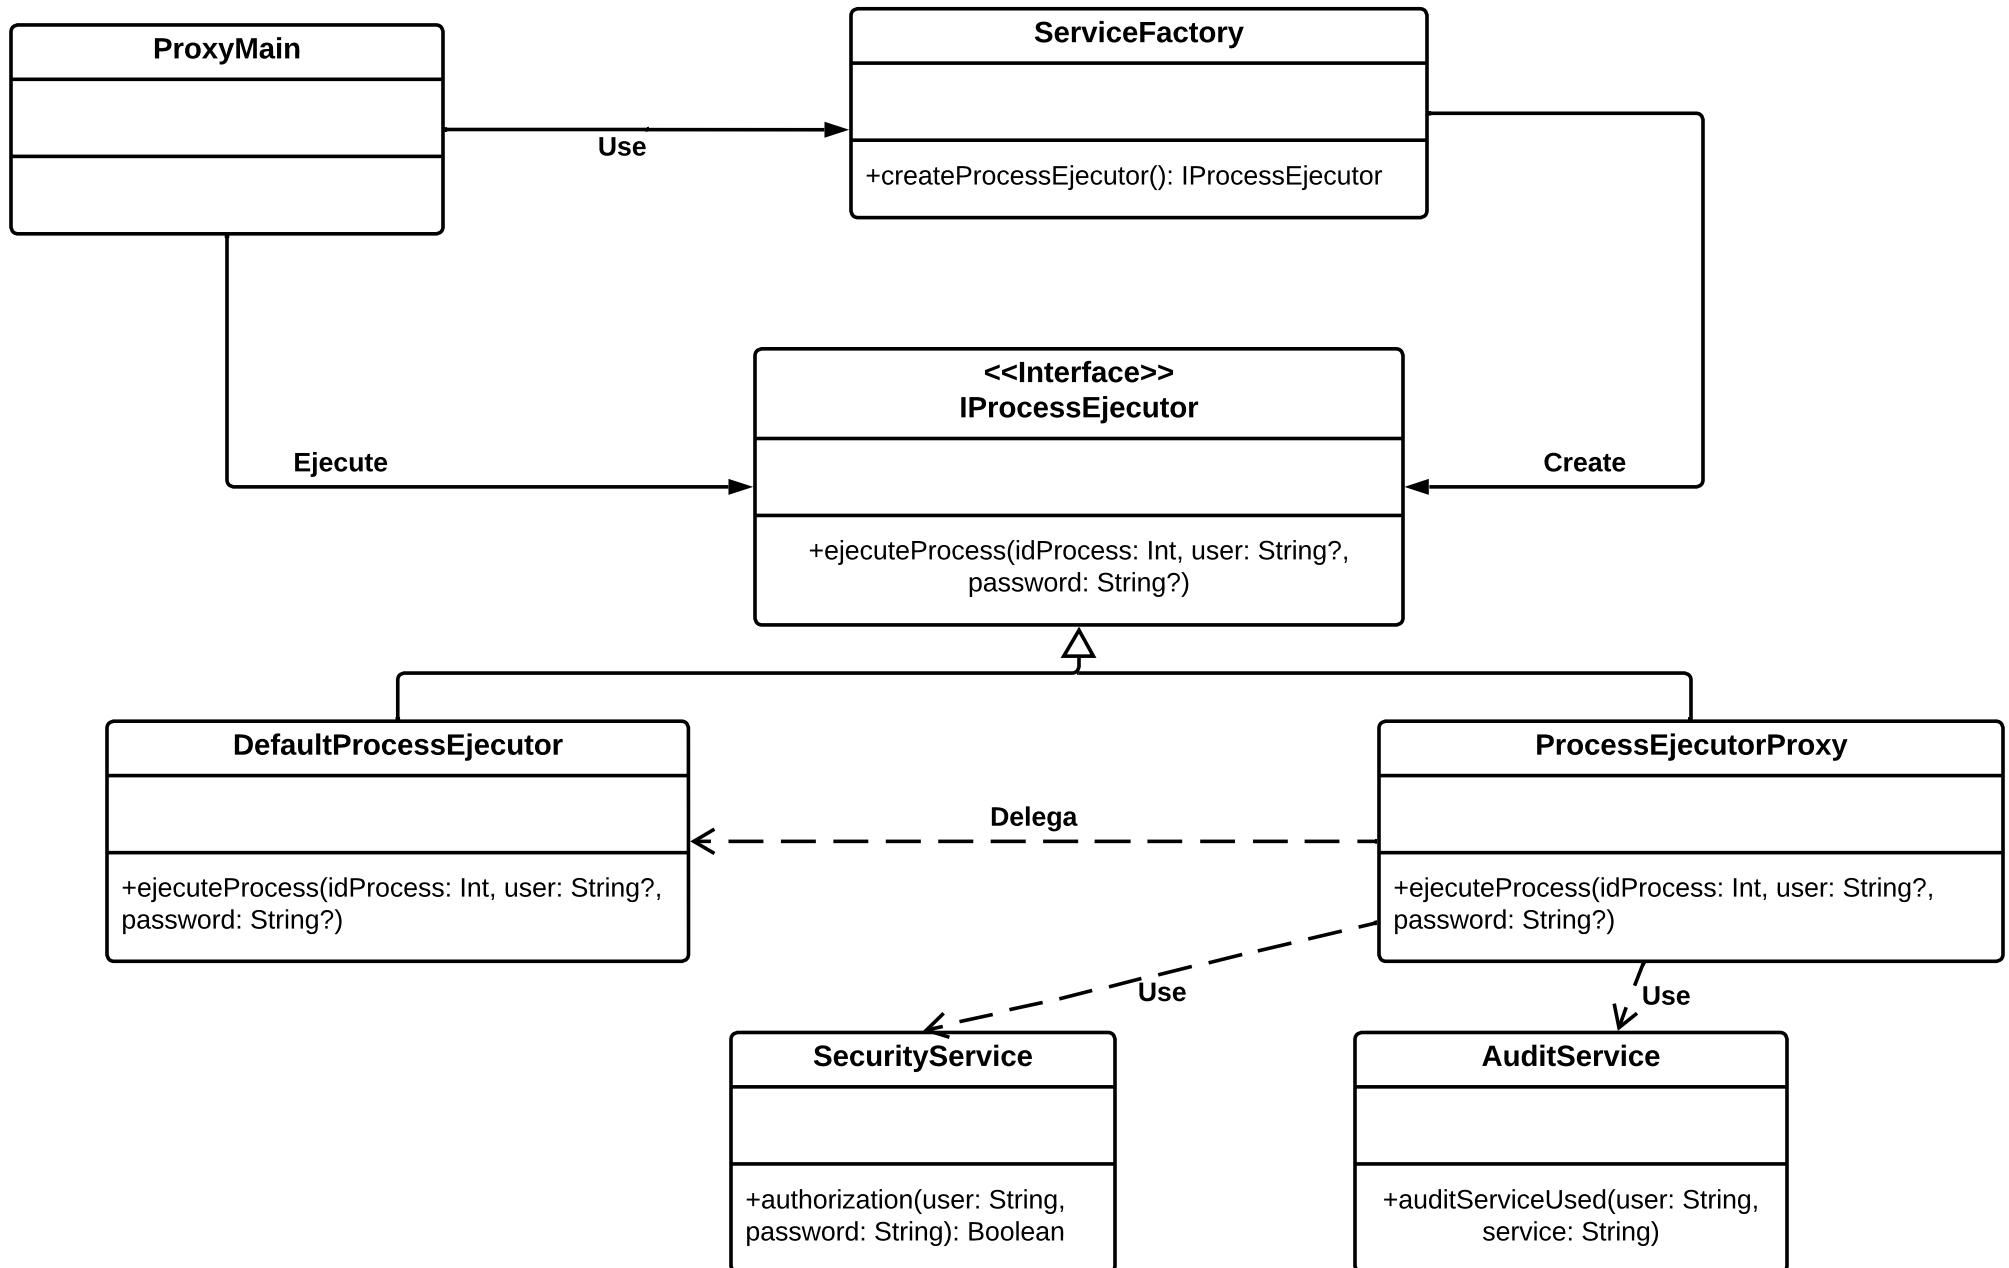 ProxyMain
ServiceFactory
Use
+createProcessEjecutor(): IProcessEjecutor
<<Interface>>
IProcessEjecutor
Ejecute
Create
+ejecuteProcess(idProcess: Int, user: String?,
password: String?)
DefaultProcessEjecutor
ProcessEjecutorProxy
Delega
+ejecuteProcess(idProcess: Int, user: String?,
password: String?)
+ejecuteProcess(idProcess: Int, user: String?,
password: String?)
Use
Use
SecurityService
AuditService
+authorization(user: String,
password: String): Boolean
+auditServiceUsed(user: String,
service: String)